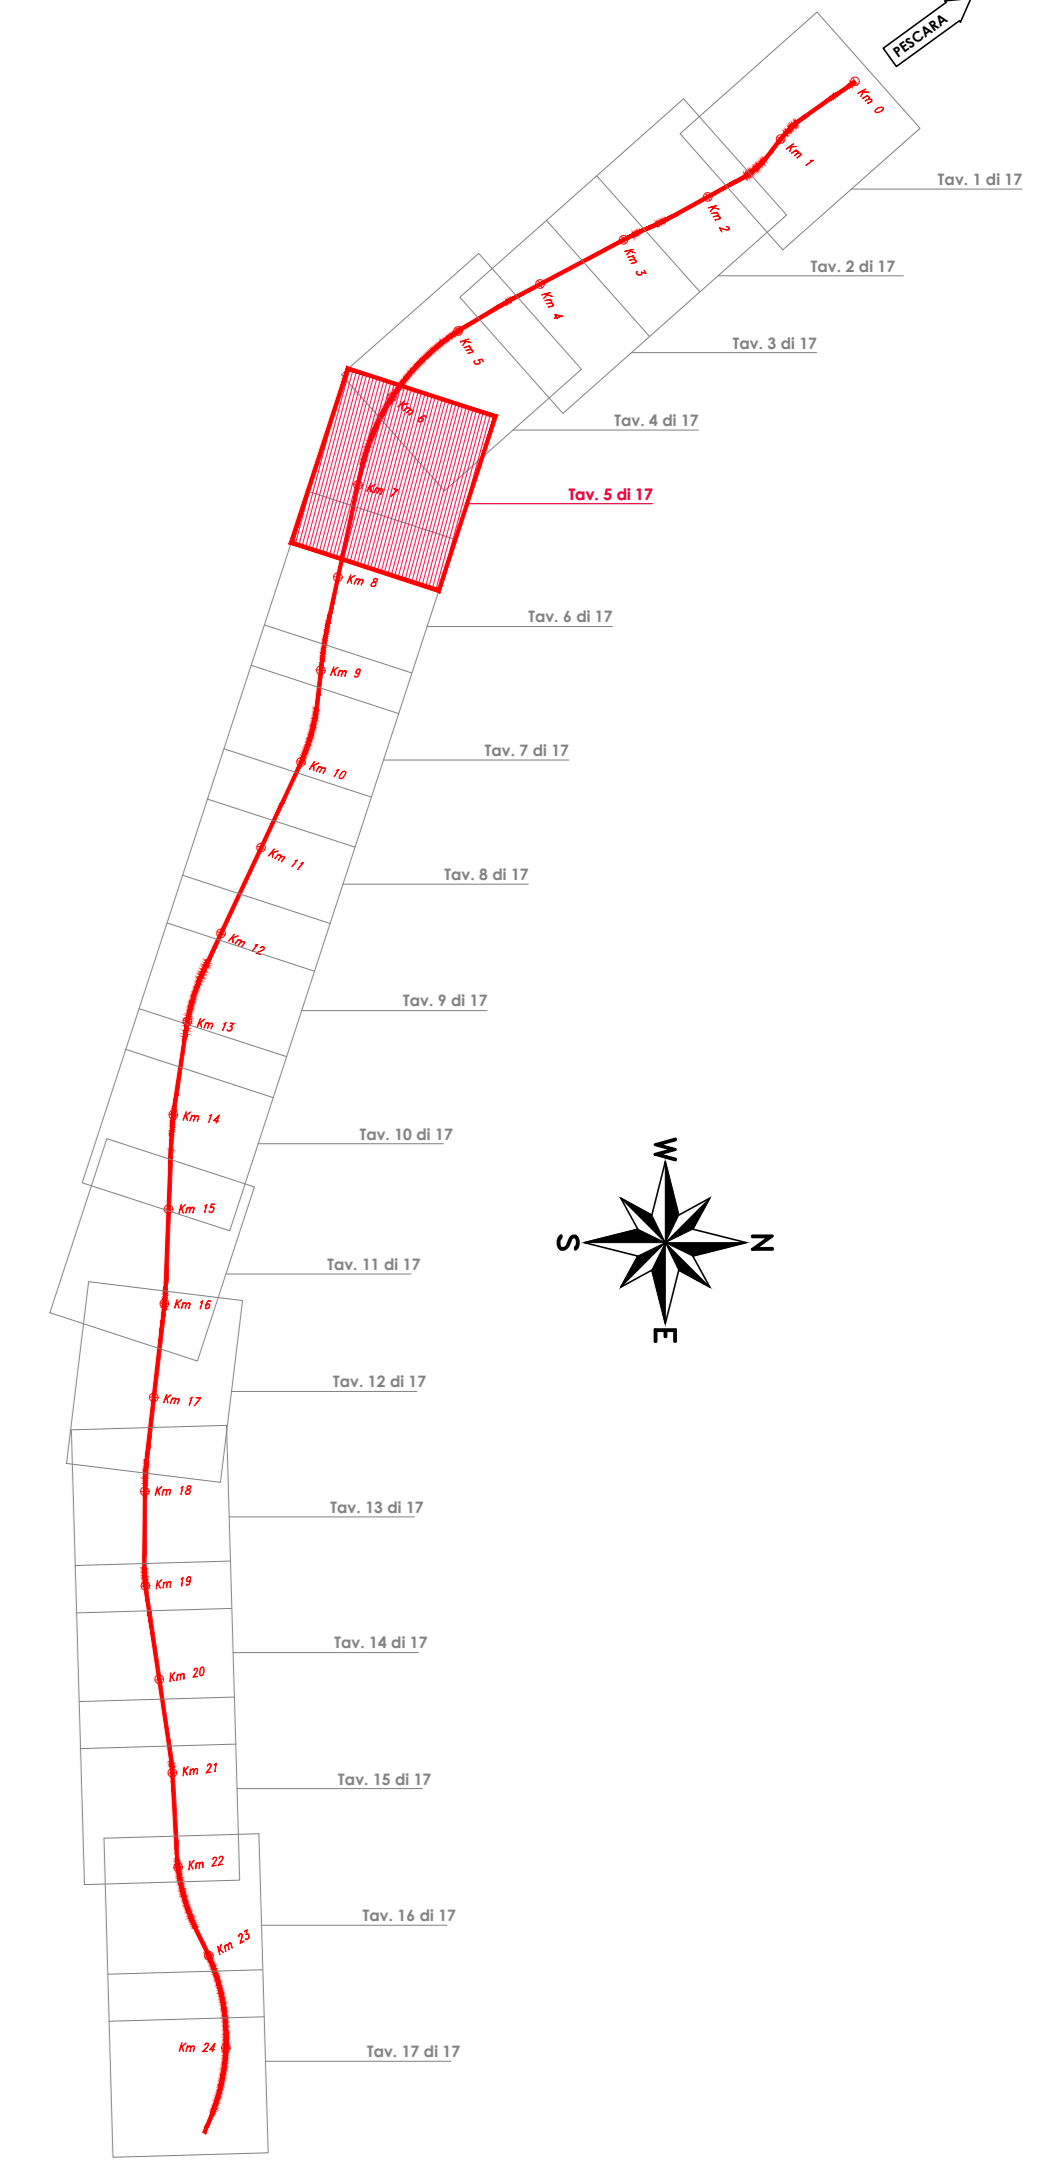 PESCARA
Km 0
Km 1
Tav. 1 di 17
Km 2
Km 3
Tav. 2 di 17
Km 4
Km 5
Tav. 3 di 17
Km 6
Tav. 4 di 17
Km 7
Tav. 5 di 17
Km 8
Tav. 6 di 17
Km 9
Tav. 7 di 17
Km 10
Km 11
Tav. 8 di 17
Km 12
Tav. 9 di 17
Km 13
Km 14
Tav. 10 di 17
W
Km 15
S
N
Tav. 11 di 17
Km 16
E
Tav. 12 di 17
Km 17
Km 18
Tav. 13 di 17
Km 19
Tav. 14 di 17
Km 20
Km 21
Tav. 15 di 17
Km 22
Tav. 16 di 17
Km 23
Km 24
Tav. 17 di 17